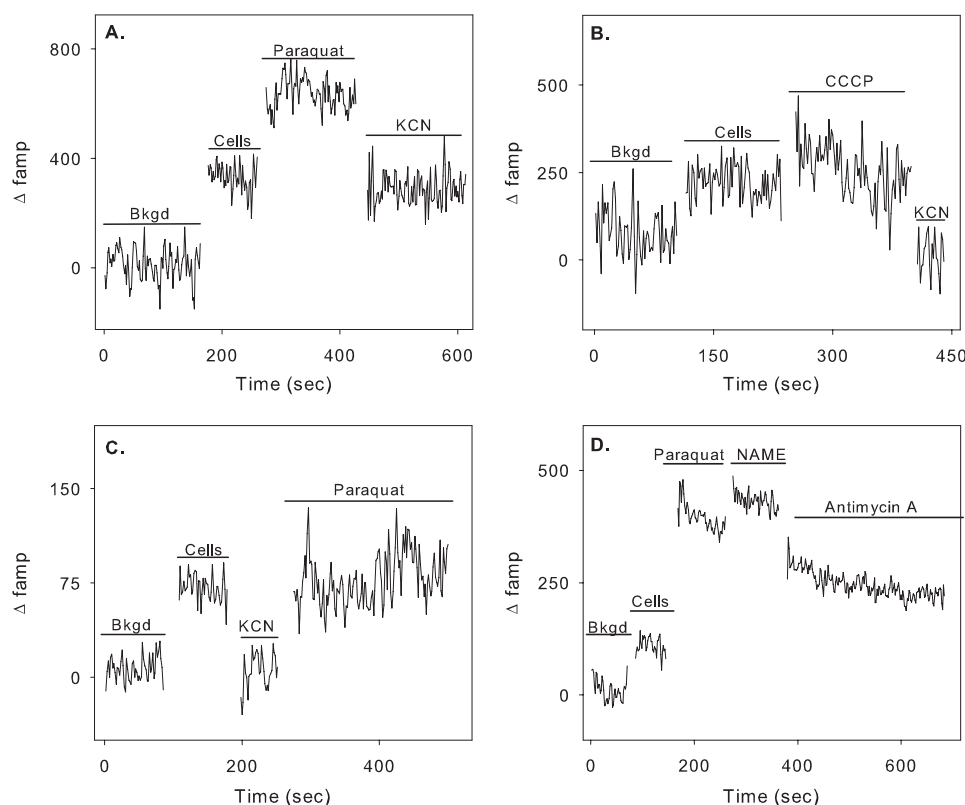 A.
800
400
0
Δ famp
Bkgd
Cells
Paraquat
KCN
0 200 400 600
Time (sec)
B.
500
250
0
Δ famp
Bkgd
Cells
CCCP
KCN
0 150 300 450
Time (sec)
C.
150
75
0
Δ famp
Bkgd
Cells
KCN
Paraquat
0 200 400
Time (sec)
D.
500
250
0
Δ famp
Bkgd
Cells
Paraquat
NAME
Antimycin A
0 200 400 600
Time (sec)